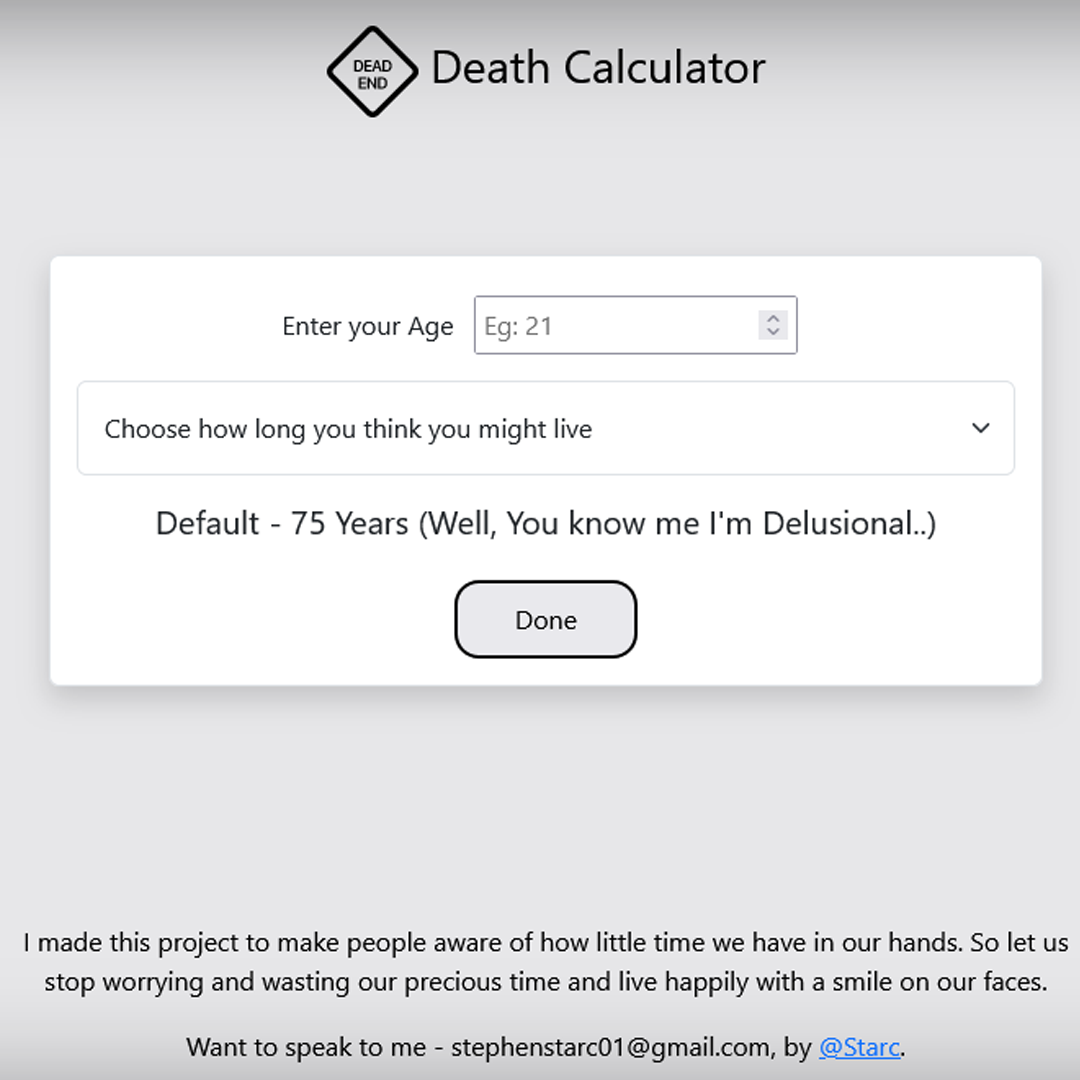 DEAD
END
Death Calculator
Enter your Age
Eg: 21
Choose how long you think you might live
Default - 75 Years (Well, You know me I'm Delusional..)
Done
I made this project to make people aware of how little time we have in our hands. So let us
stop worrying and wasting our precious time and live happily with a smile on our faces.
Want to speak to me - stephenstarc01@gmail.com, by @Starc.